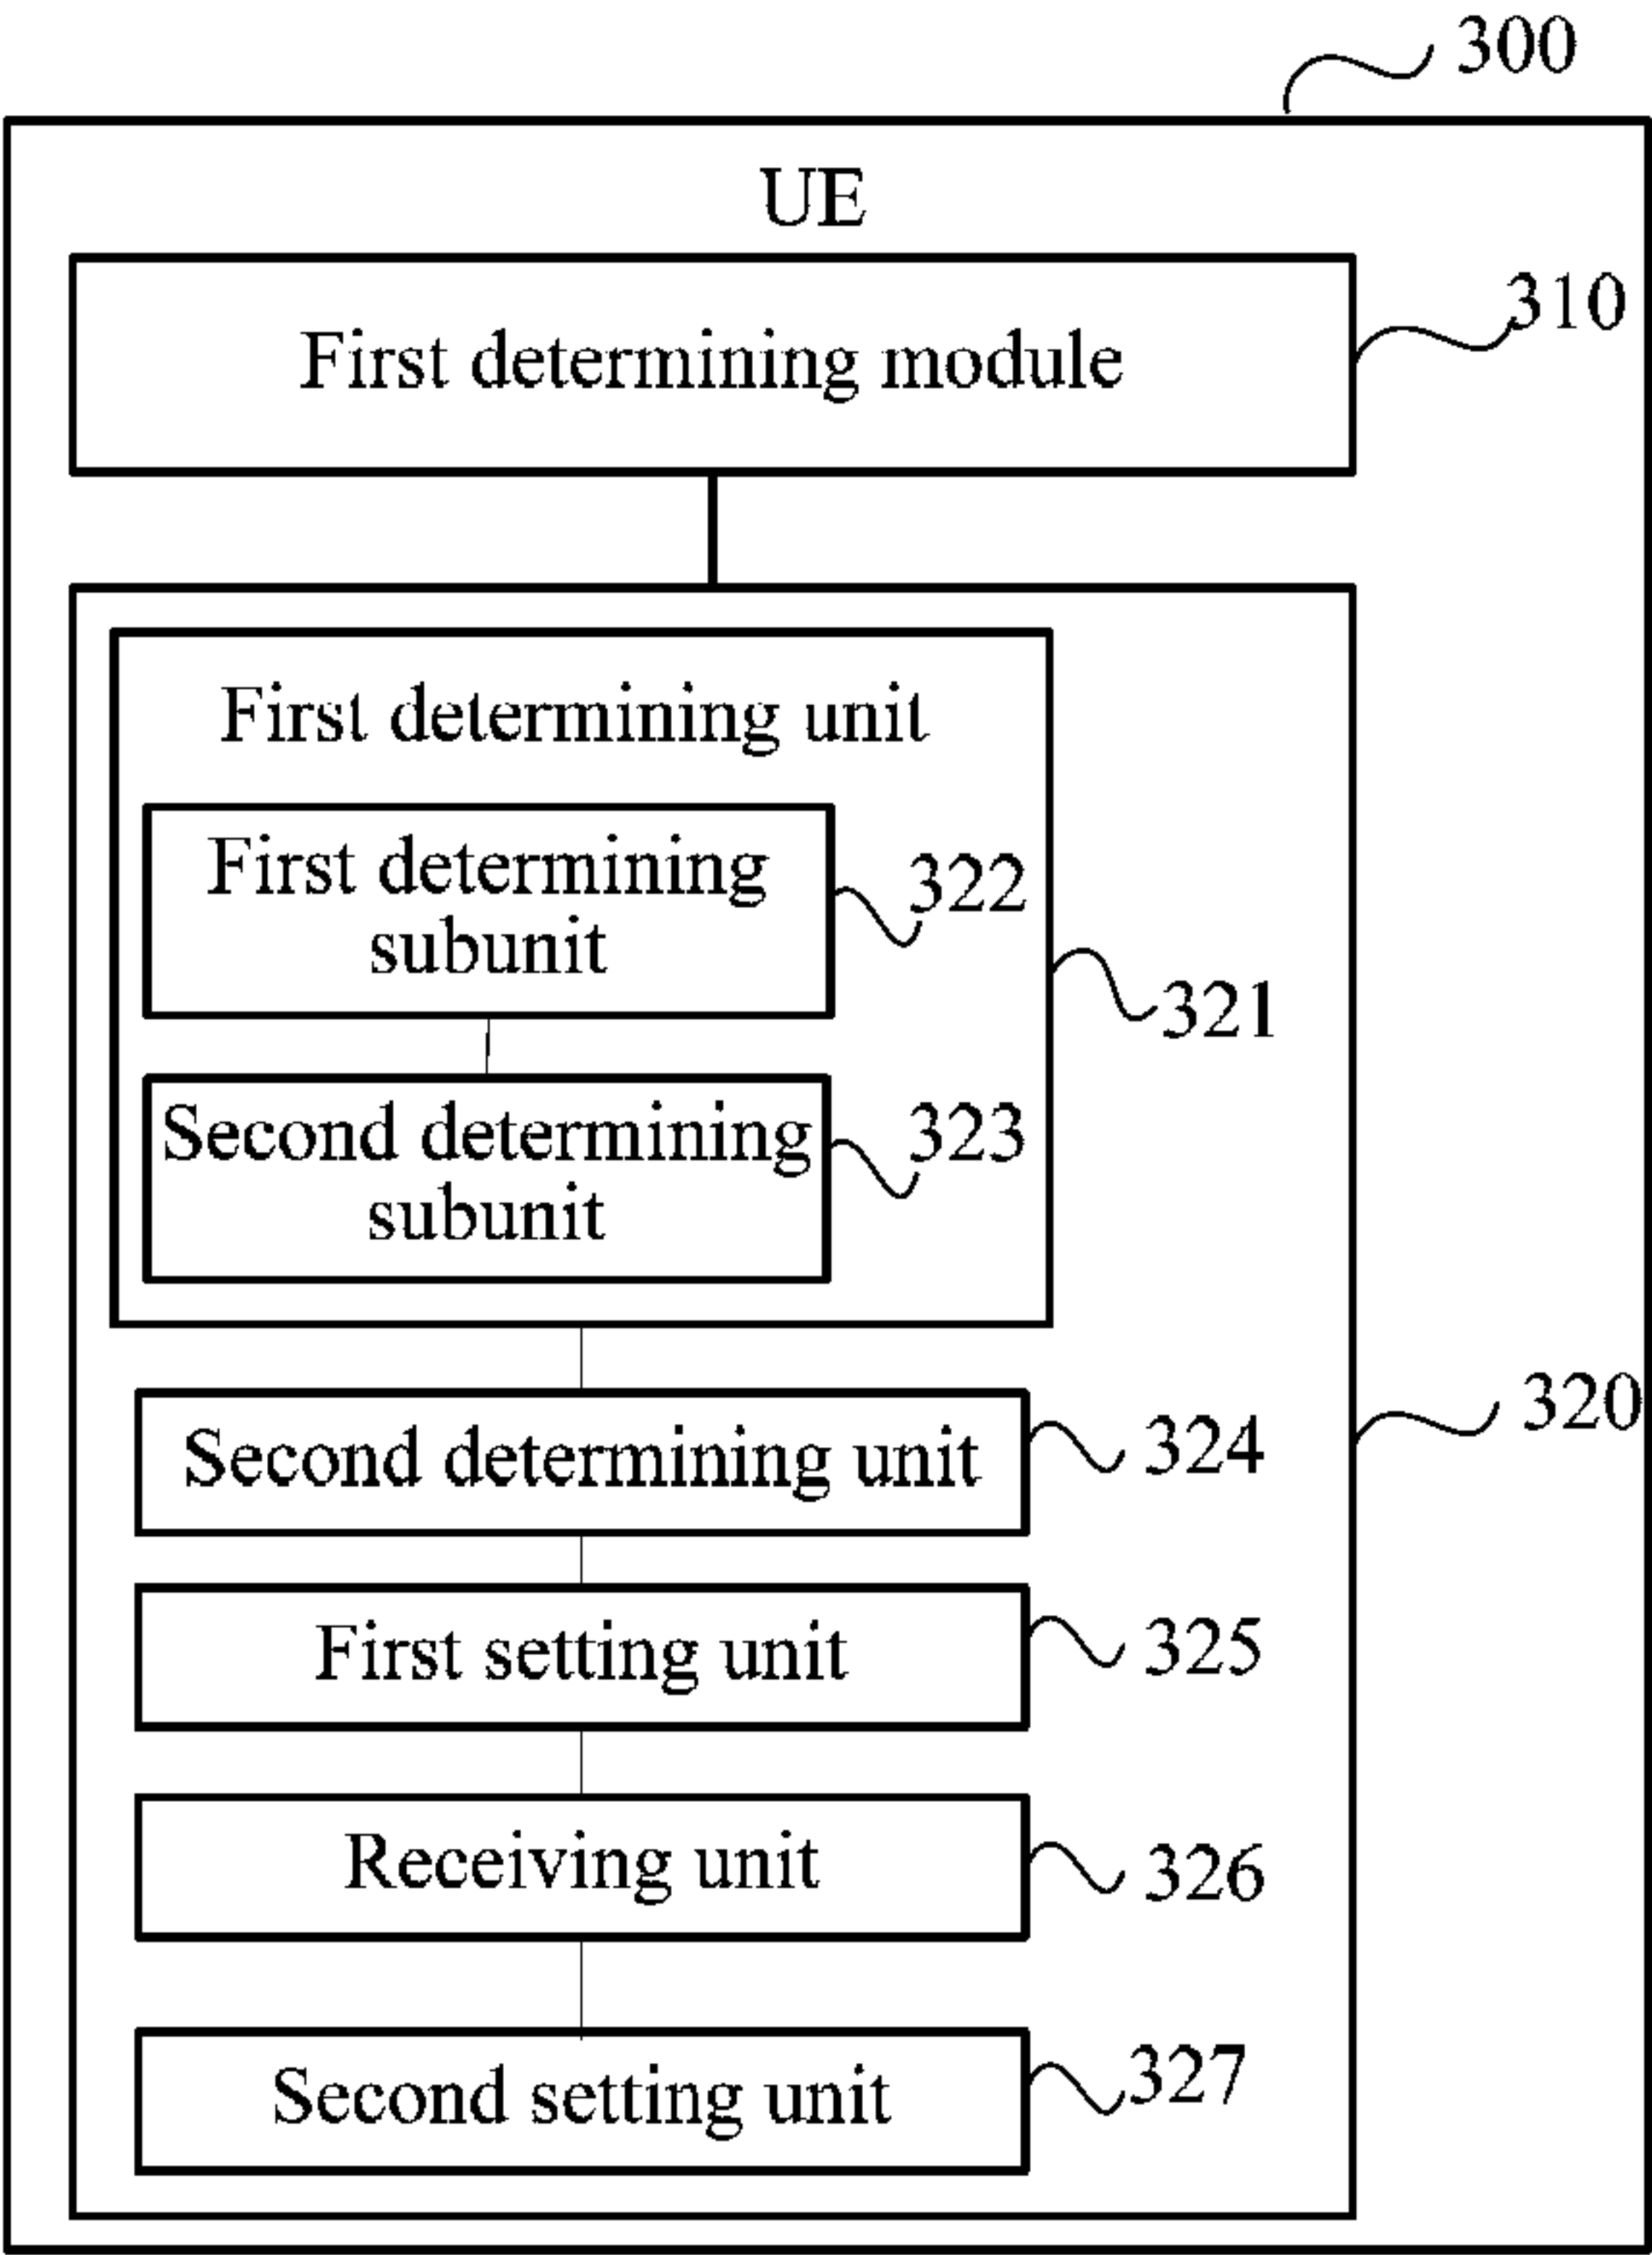 300
UE
310
First determining module
First determining unit
First determining
subunit
322
321
Second determining
subunit
323
320
Second determining unit
324
First setting unit
325
Receiving unit
326
Second setting unit
327